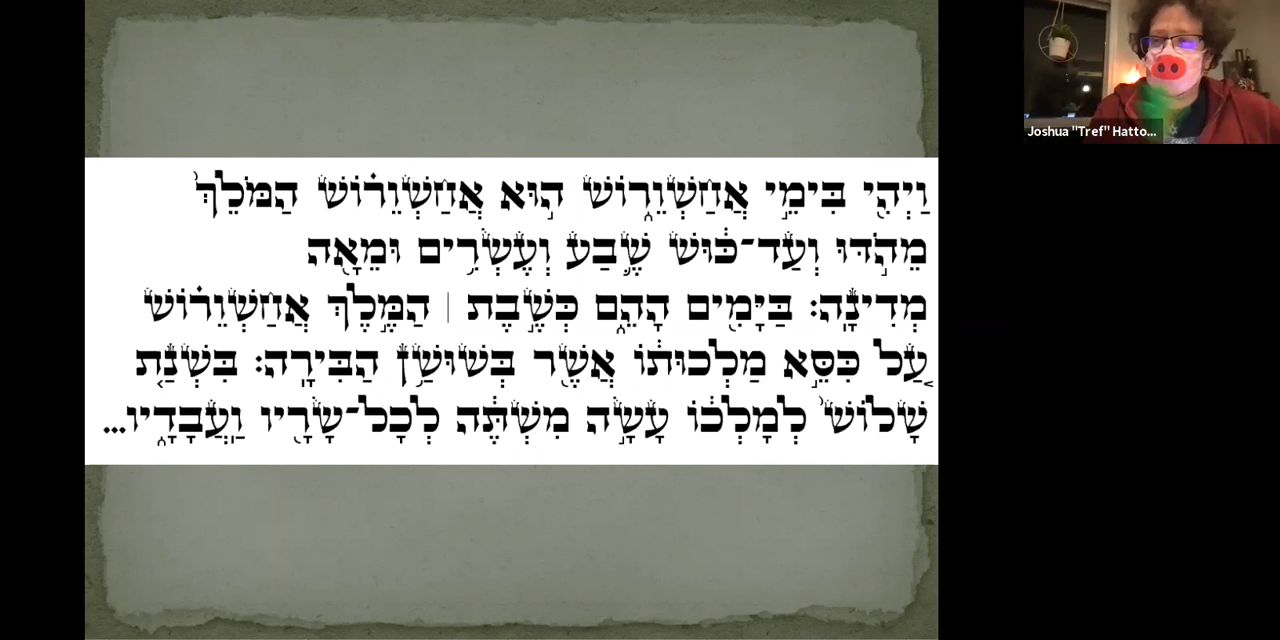 וַיְהִ֖י בִּימֵ֣י אֲחַשְׁוֵר֑וֹשׁ ה֣וּא אֲחַשְׁוֵר֗וֹשׁ הַמֹּלֵךְ֙
מֵהֹ֣דּוּ וְעַד־כּ֔וּשׁ שֶׁ֛בַע וְעֶשְׂרִ֥ים וּמֵאָ֖ה
מְדִינָֽה׃ בַּיָּמִ֖ים הָהֵ֑ם כְּשֶׁ֣בֶת ׀ הַמֶּ֣לֶךְ אֲחַשְׁוֵר֗וֹשׁ
עַ֚ל כִּסֵּ֣א מַלְכוּת֔וֹ אֲשֶׁ֖ר בְּשׁוּשַׁ֥ן הַבִּירָֽה׃ בִּשְׁנַ֤ת
שָׁלוֹשׁ֙ לְמָלְכ֔וֹ עָשָׂ֣ה מִשְׁתֶּ֔ה לְכָל־שָׂרָ֖יו וַֽעֲבָדָ֑יו...
Joshua "Tref" Hatto...